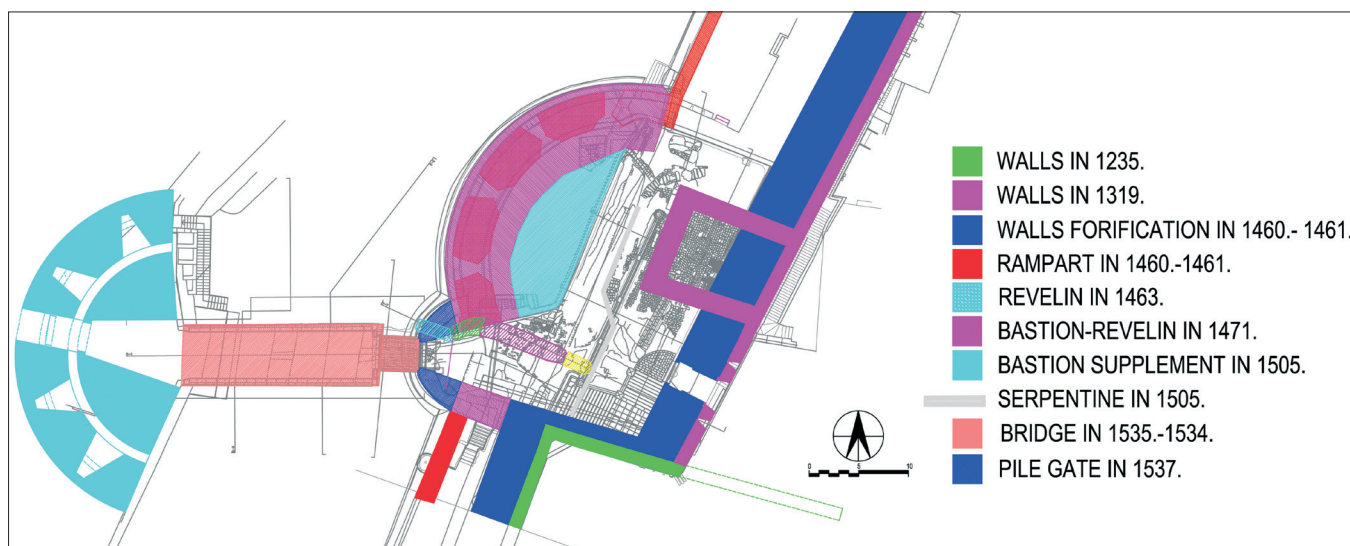 WALLS IN 1235.
WALLS IN 1319.
WALLS FORIFICATION IN 1460.- 1461.
RAMPART IN 1460.-1461.
REVELIN IN 1463.
BASTION-REVELIN IN 1471.
BASTION SUPPLEMENT IN 1505.
SERPENTINE IN 1505.
BRIDGE IN 1535.-1534.
PILE GATE IN 1537.
0 5 10